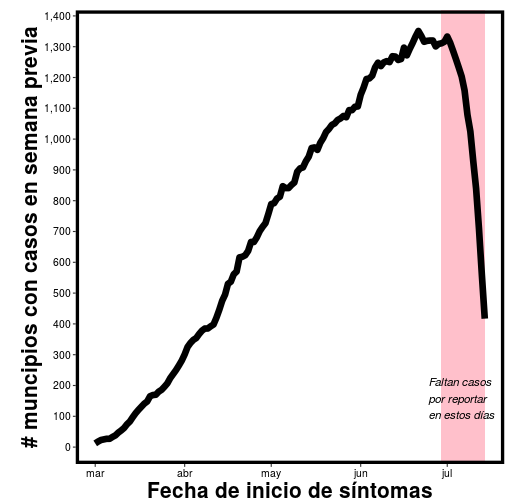 # muncipios con casos en semana previa
1,400
1,300
1,200
1,100
1,000
900
800
700
600
500
400
300
200
100
0
Faltan casos
por reportar
en estos días
mar
abr
may
jun
jul
Fecha de inicio de síntomas